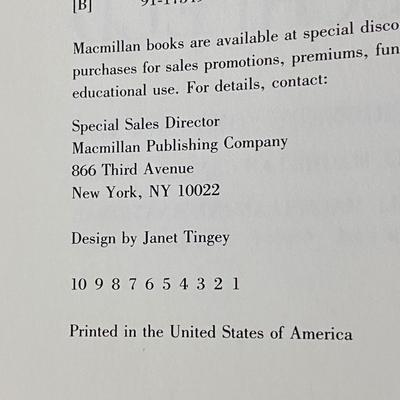 [B]
Macmillan books are available at special disco
purchases for sales promotions, premiums, fun
educational use. For details, contact:
Special Sales Director
Macmillan Publishing Company
866 Third Avenue
New York, NY 10022
Design by Janet Tingey
10 9 8 7 6 5 4 3 2 1
Printed in the United States of America